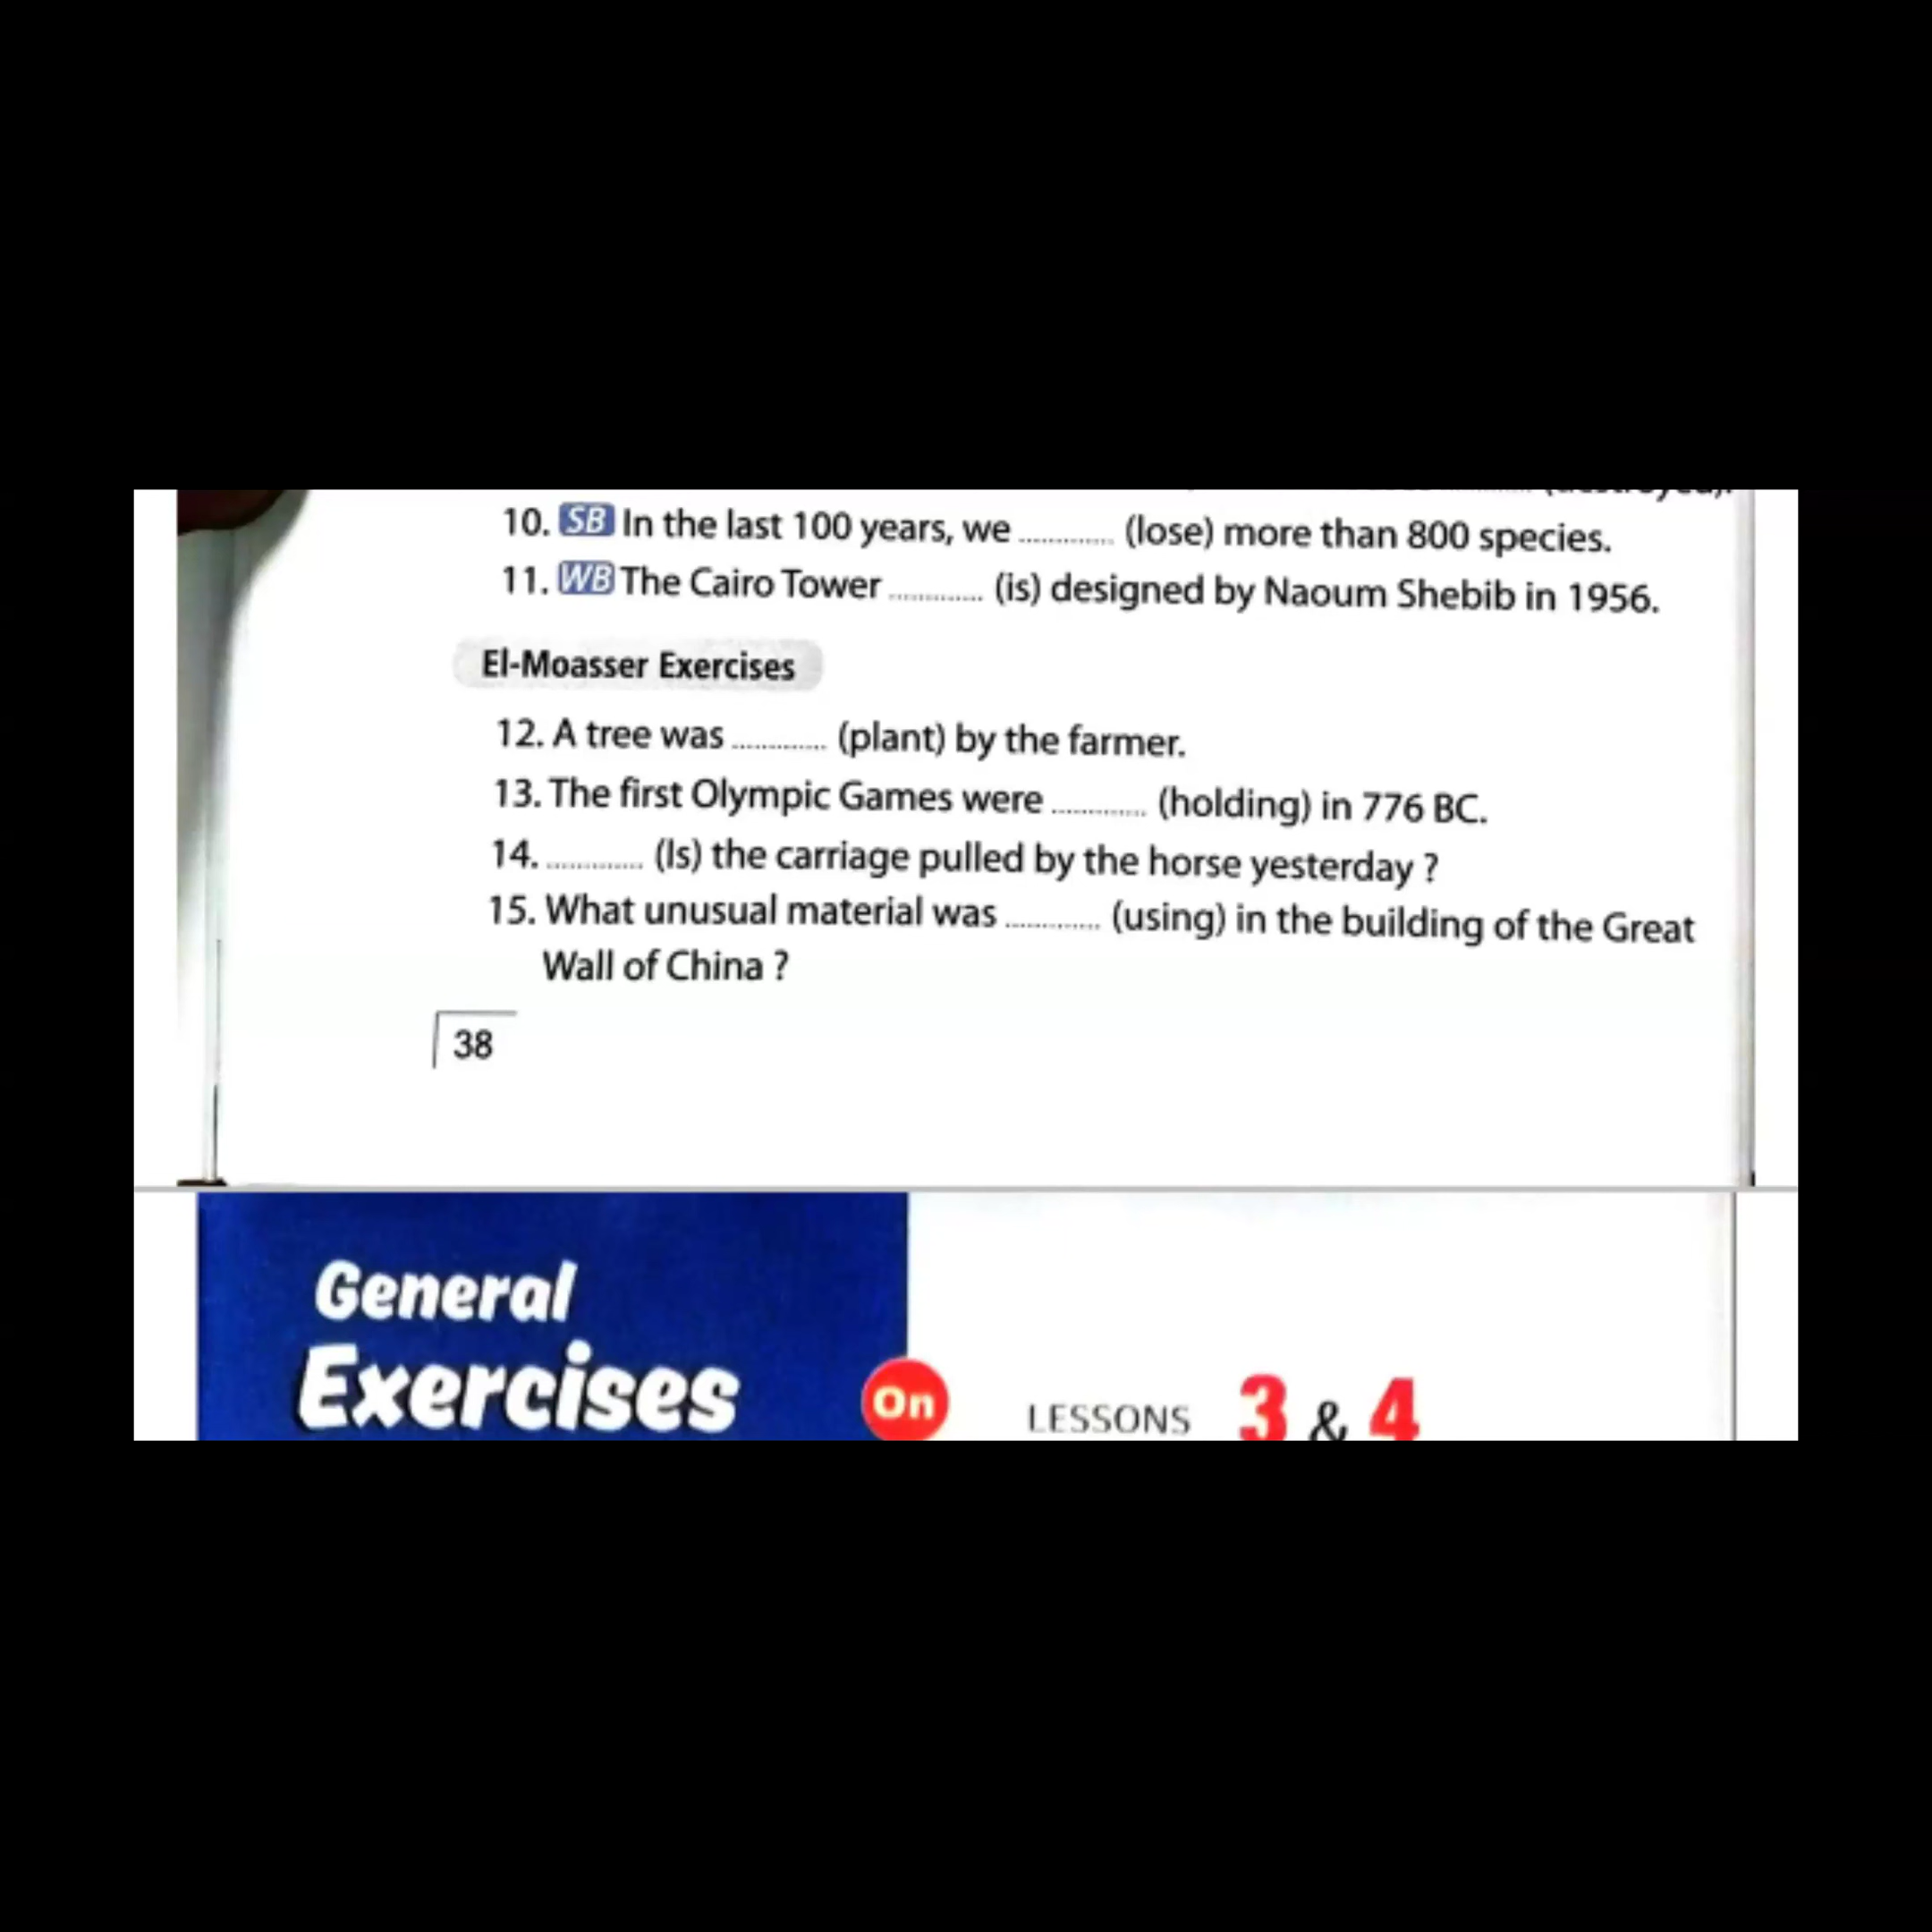 10. SB In the last 100 years, we ............. (lose) more than 800 species.
11. WB The Cairo Tower ............. (is) designed by Naoum Shebib in 1956.
El-Moasser Exercises
12. A tree was ............. (plant) by the farmer.
13. The first Olympic Games were ............. (holding) in 776 BC.
14. ............. (Is) the carriage pulled by the horse yesterday ?
15. What unusual material was ............. (using) in the building of the Great
Wall of China ?
38
General
Exercises
On LESSONS 3 & 4